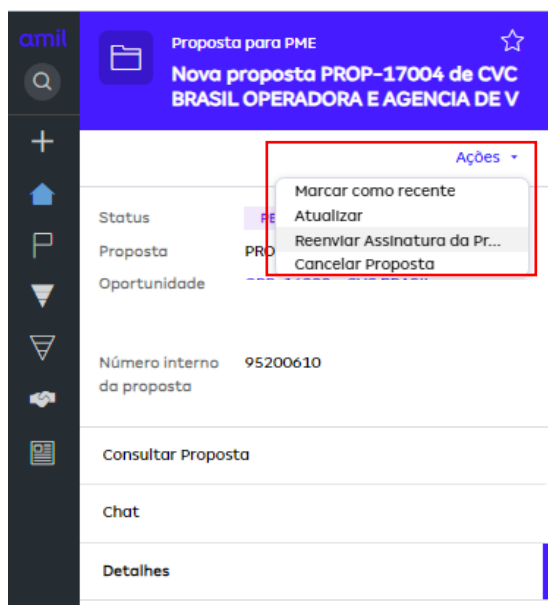 amil
Proposta para PME
Nova proposta PROP-17004 de CVC
BRASIL OPERADORA E AGENCIA DE V
Ações
Marcar como recente
Atualizar
Reenviar Assinatura da Pr...
Cancelar Proposta
Status
Proposta
Oportunidade
Número interno 95200610
da proposta
Consultar Proposta
Chat
Detalhes